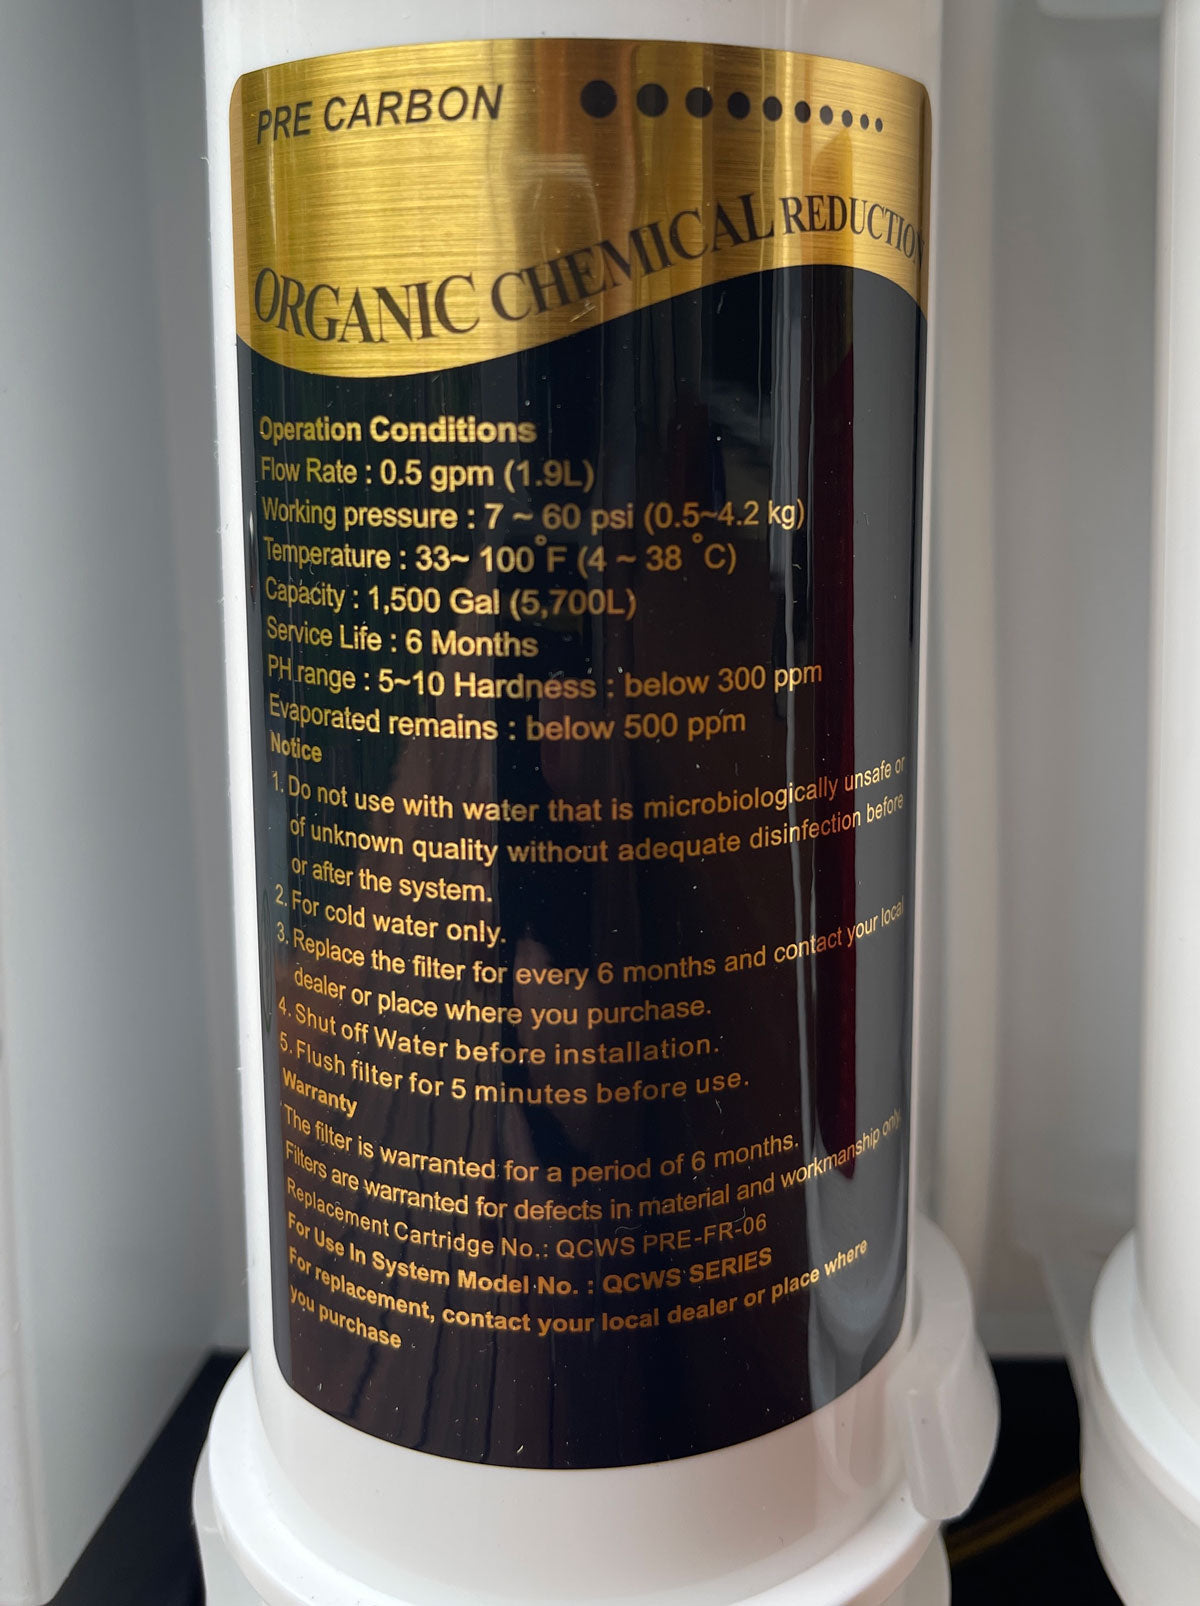 PRE CARBON
ORGANIC CHEMICAL REDUCTION
Operation Conditions
Flow Rate : 0.5 gpm (1.9L)
Working pressure : 7 ~ 60 psi (0.5~4.2 kg)
Temperature : 33~ 100°F (4 ~ 38 °C)
Capacity : 1,500 Gal (5,700L)
Service Life : 6 Months
PH range : 5~10 Hardness : below 300 ppm
Evaporated remains : below 500 ppm
Notice
1. Do not use with water that is microbiologically unsafe or
of unknown quality without adequate disinfection before
or after the system.
2. For cold water only.
3. Replace the filter for every 6 months and contact your local
dealer or place where you purchase.
4. Shut off Water before installation.
5. Flush filter for 5 minutes before use.
Warranty
The filter is warranted for a period of 6 months.
Filters are warranted for defects in material and workmanship only.
Replacement Cartridge No.: QCWS PRE-FR-06
For Use In System Model No. : QCWS SERIES
For replacement, contact your local dealer or place where
you purchase